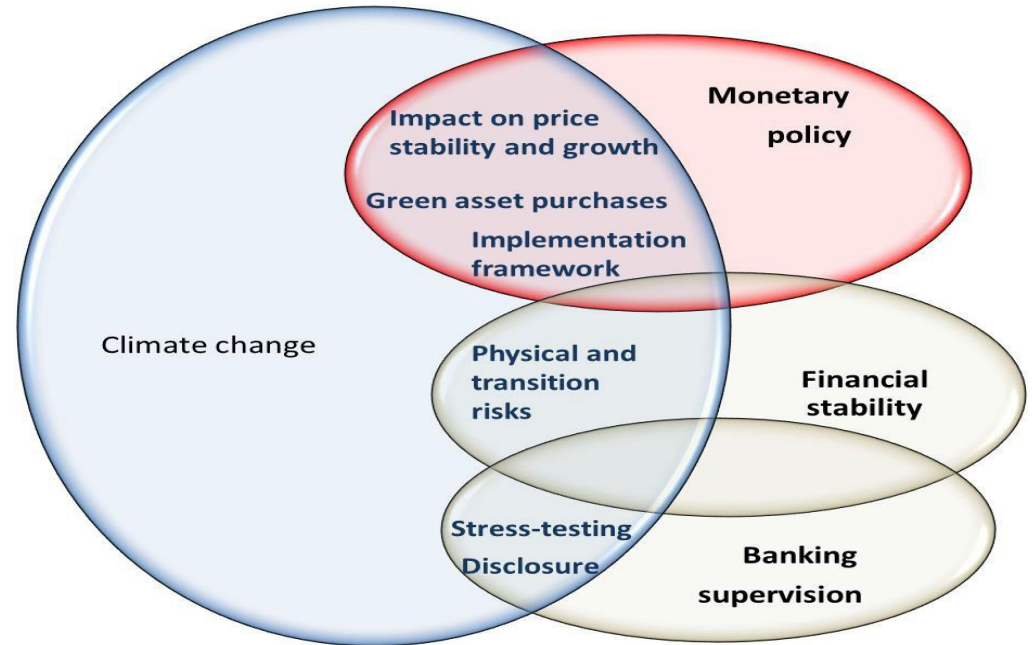 Monetary
policy
Impact on price
stability and growth
Green asset purchases
Implementation
framework
Climate change
Physical and
transition
risks
Financial
stability
Stress-testing
Disclosure
Banking
supervision